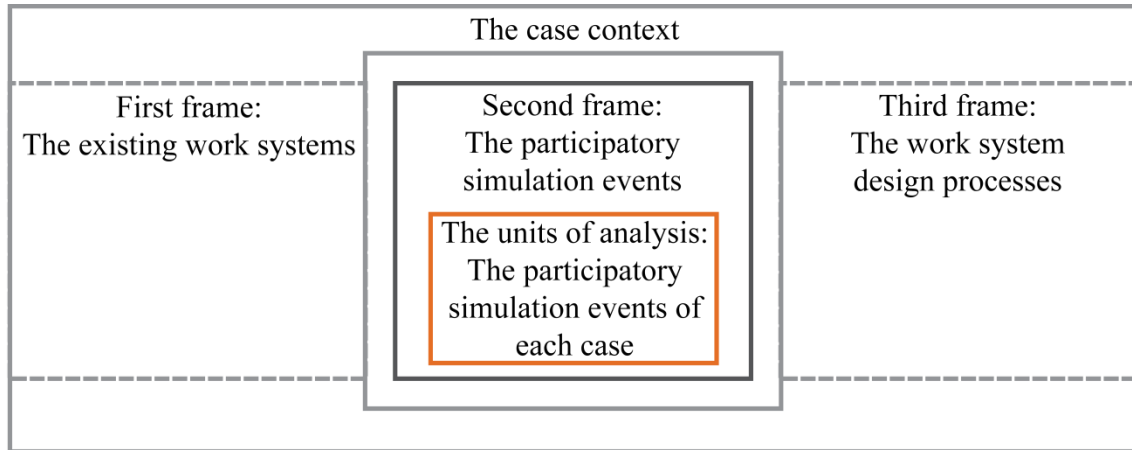 The case context
First frame:
The existing work systems
Second frame:
The participatory
simulation events
The units of analysis:
The participatory
simulation events of
each case
Third frame:
The work system
design processes